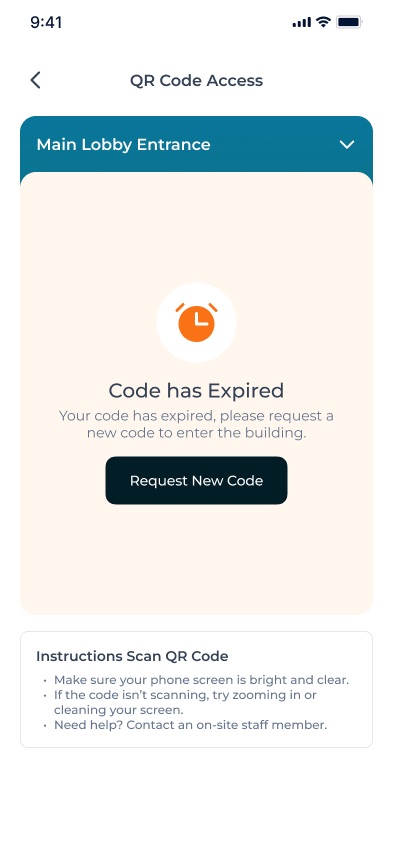 9:41
QR Code Access
Main Lobby Entrance
Code has Expired
Your code has expired, please request a
new code to enter the building.
Request New Code
Instructions Scan QR Code
• Make sure your phone screen is bright and clear.
• If the code isn’t scanning, try zooming in or
cleaning your screen.
• Need help? Contact an on-site staff member.